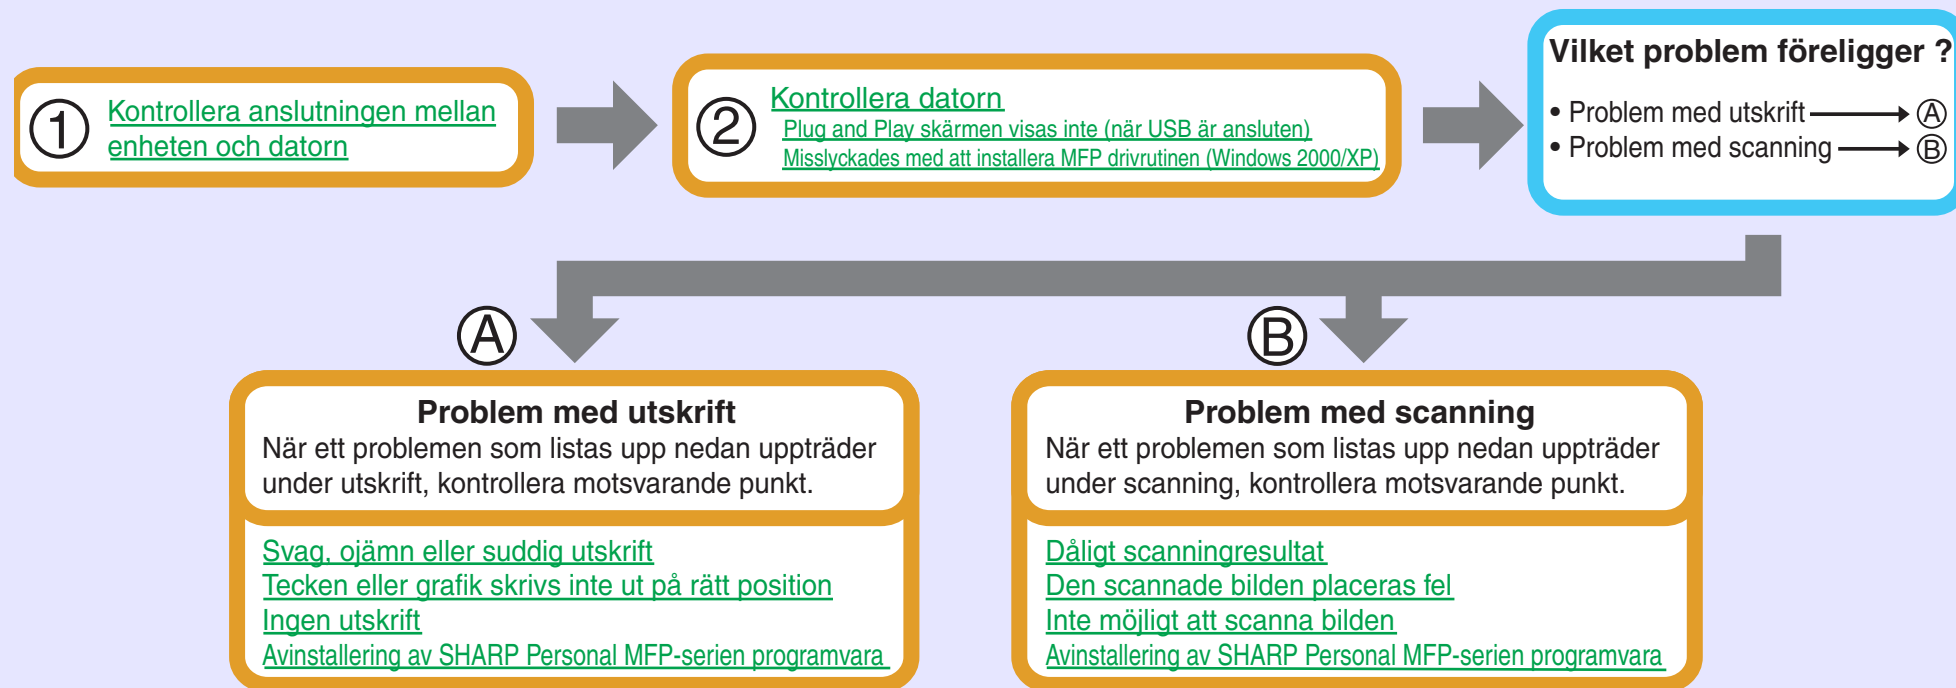 ① Kontrollera anslutningen mellan
enheten och datorn
② Kontrollera datorn
Plug and Play skärmen visas inte (när USB är ansluten)
Misslyckades med att installera MFP drivrutinen (Windows 2000/XP)
Vilket problem föreligger ?
• Problem med utskrift → Ⓐ
• Problem med scanning → Ⓑ
Ⓐ
Problem med utskrift
När ett problemen som listas upp nedan uppträder
under utskrift, kontrollera motsvarande punkt.
Svag, ojämn eller suddig utskrift
Tecken eller grafik skrivs inte ut på rätt position
Ingen utskrift
Avinstallering av SHARP Personal MFP-serien programvara
Ⓑ
Problem med scanning
När ett problemen som listas upp nedan uppträder
under scanning, kontrollera motsvarande punkt.
Dåligt scanningresultat
Den scannade bilden placeras fel
Inte möjligt att scanna bilden
Avinstallering av SHARP Personal MFP-serien programvara